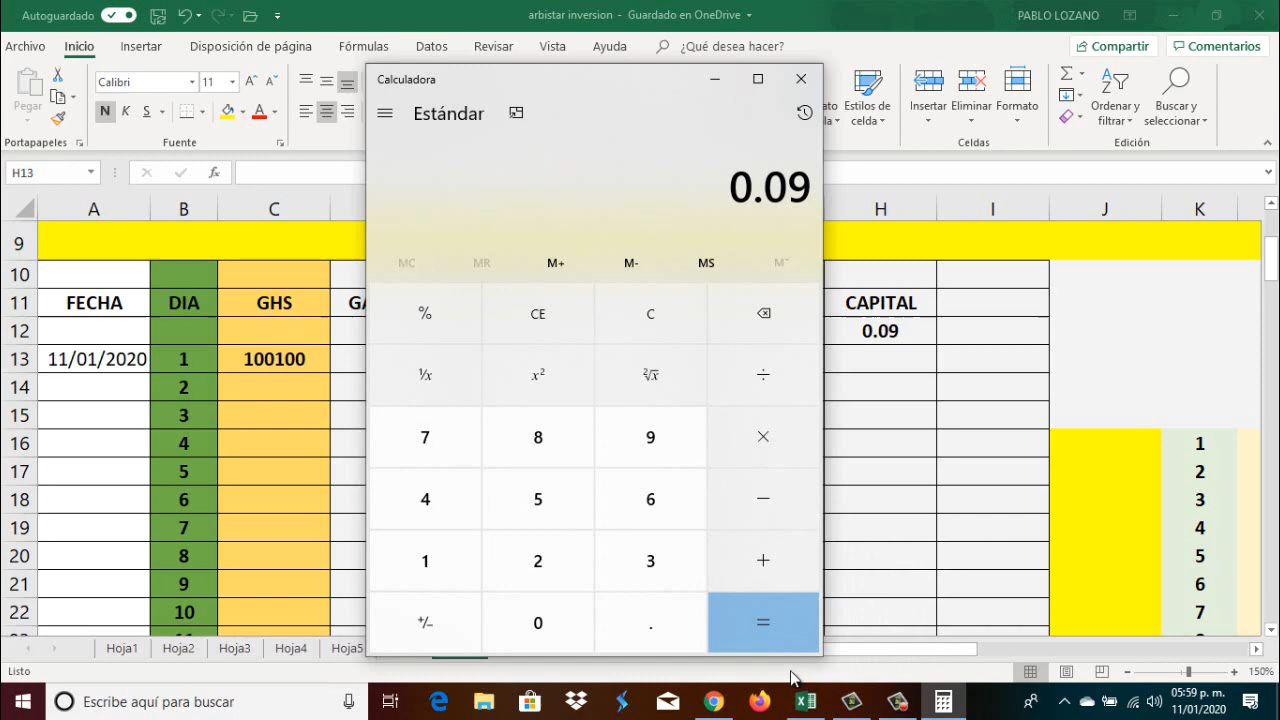 Autoguardado
arbistar inversion - Guardado en OneDrive
PABLO LOZANO
Archivo Inicio Insertar Disposición de página Fórmulas Datos Revisar Vista Ayuda ¿Qué desea hacer? Compartir Comentarios
Pegar
Calibri 11
N K S
Portapapeles Fuente
Estilos de celda
Insertar Eliminar Formato
Celdas
Ordenar y filtrar
Buscar y seleccionar
Edición
H13
fx
Calculadora
Estándar
0.09
MC MR M+ M- MS M˅
% CE C
⅟x x² ²√x ÷
7 8 9 ×
4 5 6 −
1 2 3 +
+/− 0 . =
A B C H I J K
9
10
11 FECHA DIA GHS GA CAPITAL
12 0.09
13 11/01/2020 1 100100
14 2
15 3
16 4 1
17 5 2
18 6 3
19 7 4
20 8 5
21 9 6
22 10 7
Hoja1 Hoja2 Hoja3 Hoja4 Hoja5
Listo
150%
Escribe aquí para buscar
05:59 p. m.
11/01/2020